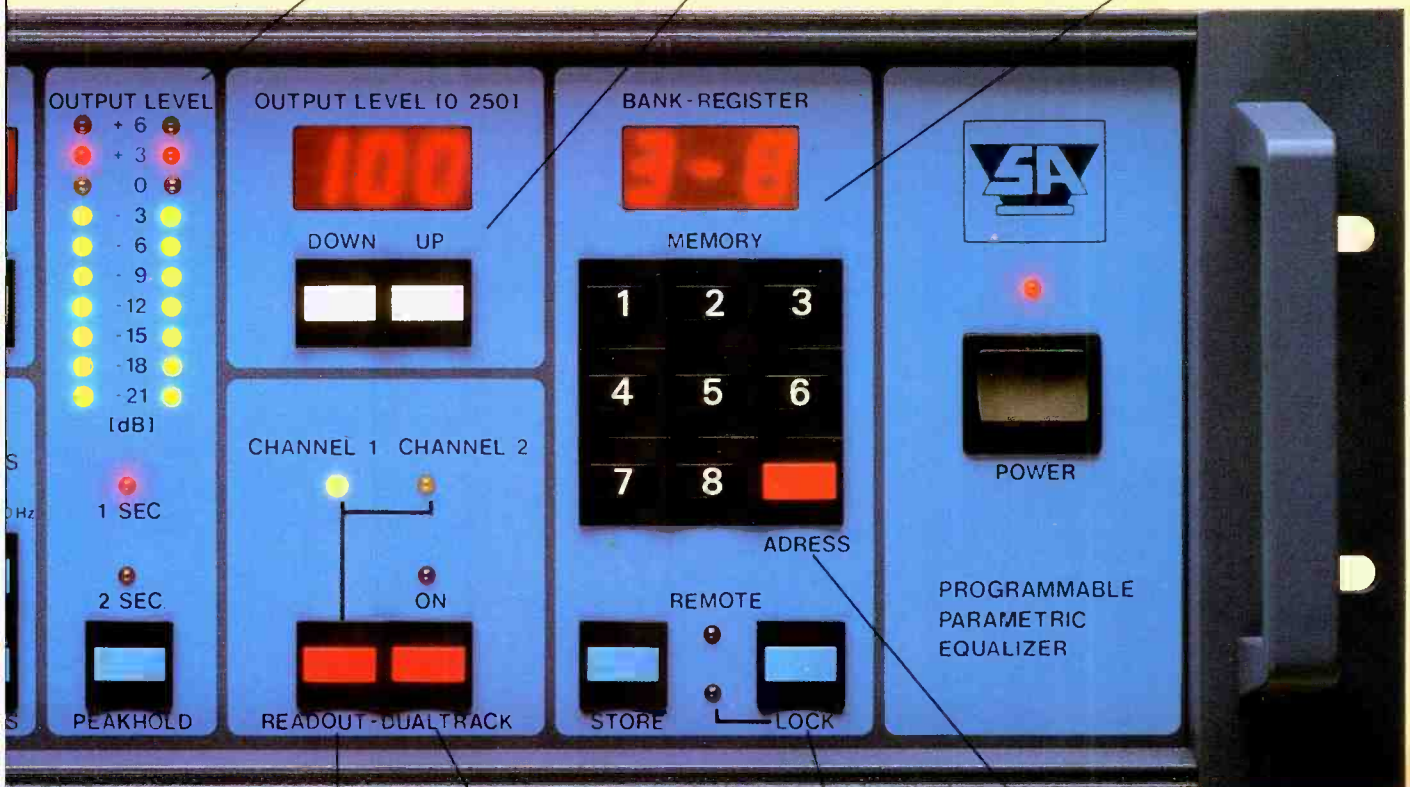 OUTPUT LEVEL
+ 6
+ 3
0
- 3
- 6
- 9
- 12
- 15
- 18
- 21
[dB]
1 SEC
2 SEC
PEAKHOLD
S
0Hz
S
OUTPUT LEVEL [0 250]
100
DOWN UP
CHANNEL 1 CHANNEL 2
ON
READOUT-DUALTRACK
BANK-REGISTER
3-8
MEMORY
1 2 3
4 5 6
7 8
ADRESS
REMOTE
STORE LOCK
SA
POWER
PROGRAMMABLE
PARAMETRIC
EQUALIZER